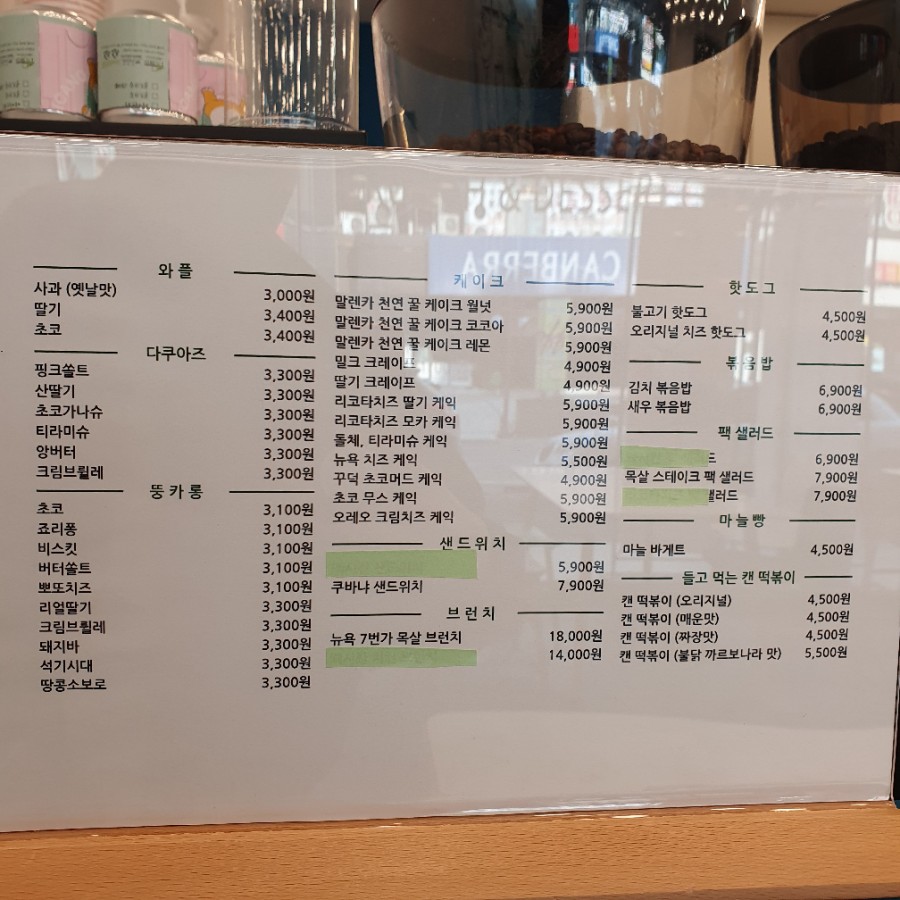 와플
사과 (옛날맛) 3,000원
딸기 3,400원
초코 3,400원
다쿠아즈
핑크쏠트 3,300원
산딸기 3,300원
초코가나슈 3,300원
티라미슈 3,300원
앙버터 3,300원
크림브륄레 3,300원
뚱카롱
초코 3,100원
죠리퐁 3,100원
비스킷 3,100원
버터쏠트 3,100원
뽀또치즈 3,100원
리얼딸기 3,300원
크림브륄레 3,300원
돼지바 3,300원
석기시대 3,300원
땅콩소보로 3,300원
케이크
말렌카 천연 꿀 케이크 월넛 5,900원
말렌카 천연 꿀 케이크 코코아 5,900원
말렌카 천연 꿀 케이크 레몬 5,900원
밀크 크레이프 4,900원
딸기 크레이프 4,900원
리코타치즈 딸기 케익 5,900원
리코타치즈 모카 케익 5,900원
돌체, 티라미슈 케익 5,900원
뉴욕 치즈 케익 5,500원
꾸덕 초코머드 케익 4,900원
초코 무스 케익 5,900원
오레오 크림치즈 케익 5,900원
샌드위치
5,900원
쿠바냐 샌드위치 7,900원
브런치
뉴욕 7번가 목살 브런치 18,000원
14,000원
핫도그
불고기 핫도그 4,500원
오리지널 치즈 핫도그 4,500원
볶음밥
김치 볶음밥 6,900원
새우 볶음밥 6,900원
팩 샐러드
드 6,900원
목살 스테이크 팩 샐러드 7,900원
샐러드 7,900원
마늘빵
마늘 바게트 4,500원
들고 먹는 캔 떡볶이
캔 떡볶이 (오리지널) 4,500원
캔 떡볶이 (매운맛) 4,500원
캔 떡볶이 (짜장맛) 4,500원
캔 떡볶이 (불닭 까르보나라 맛) 5,500원
CANBERRA